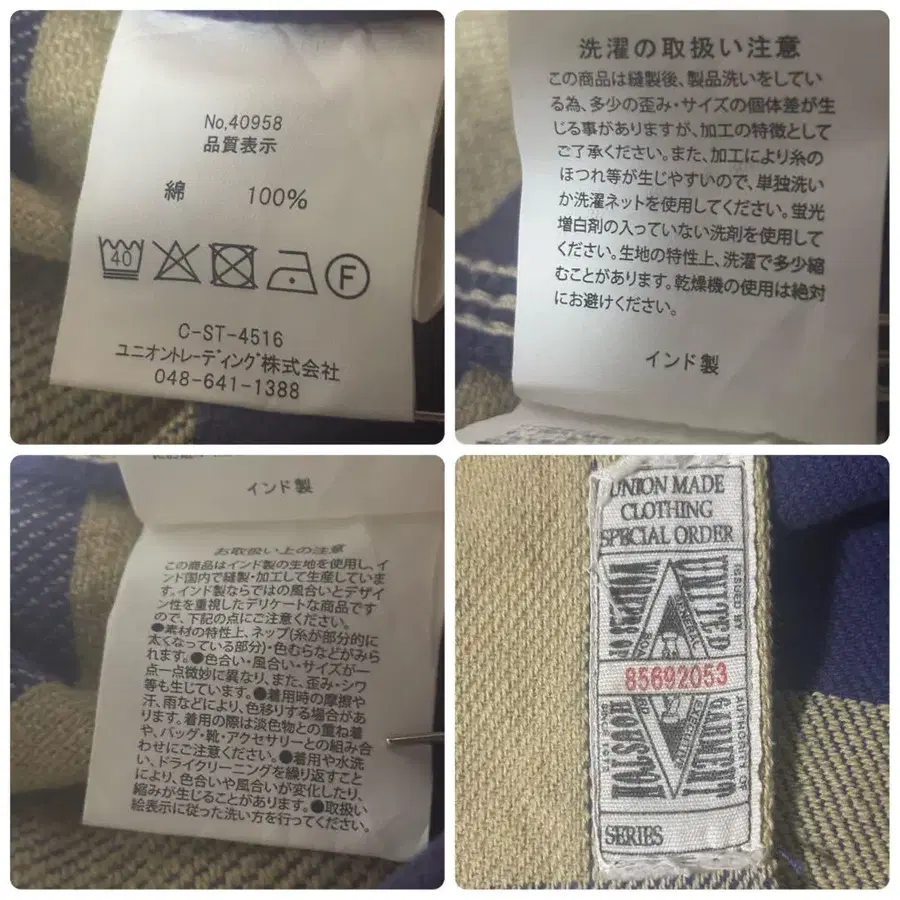 No.40958
品質表示
綿 100%
40
F
C-ST-4516
ユニオントレーディング株式会社
048-641-1388
洗濯の取扱い注意
この商品は縫製後、製品洗いをしてい
る為、多少の歪み・サイズの個体差が生
じる事がありますが、加工の特徴として
ご了承ください。また、加工により糸の
ほつれ等が生じやすいので、単独洗い
か洗濯ネットを使用してください。蛍光
増白剤の入っていない洗剤を使用して
ください。生地の特性上、洗濯で多少縮
むことがあります。乾燥機の使用は絶対
にお避けください。
インド製
インド製
お取扱い上の注意
この商品はインド製の生地を使用し、イ
ンド国内で縫製・加工して生産していま
す。インド製ならではの風合いとデザイ
ン性を重視したデリケートな商品です
ので、下記の点にご注意ください。
●素材の特性上、ネップ(糸が部分的に
太くなっている部分)・色むらなどがみら
れます。●色合い・風合い・サイズが一
点一点微妙に異なり、また、歪み・シワ
等も生じています。●着用時の摩擦や
汗、雨などにより、色移りする場合があ
ります。着用の際は淡色物との重ね着
や、バッグ・靴・アクセサリーとの組み合
わせにご注意ください。●着用や水洗
い、ドライクリーニングを繰り返すこと
により、色合いや風合いが変化したり、
縮みが生じることがあります。●取扱い
絵表示に従った洗い方を行ってください。
UNION MADE
CLOTHING
SPECIAL ORDER
UNITED
ISSUED BY
GENERAL
85692053
GARMENT
AUTHORITY OF
SERIES